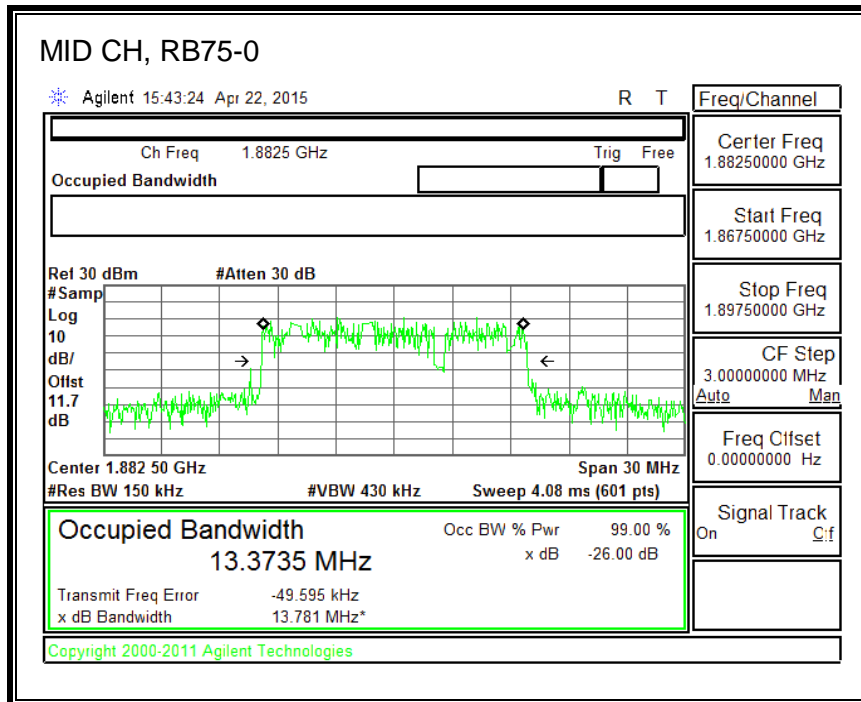 MID CH, RB75-0
Agilent 15:43:24 Apr 22, 2015 R T
Ch Freq 1.8825 GHz Trig Free
Occupied Bandwidth
Ref 30 dBm #Atten 30 dB
#Samp
Log
10
dB/
Offst
11.7
dB
Center 1.882 50 GHz Span 30 MHz
#Res BW 150 kHz #VBW 430 kHz Sweep 4.08 ms (601 pts)
Occupied Bandwidth Occ BW % Pwr 99.00 %
13.3735 MHz x dB -26.00 dB
Transmit Freq Error -49.595 kHz
x dB Bandwidth 13.781 MHz*
Copyright 2000-2011 Agilent Technologies
Freq/Channel
Center Freq
1.88250000 GHz
Start Freq
1.86750000 GHz
Stop Freq
1.89750000 GHz
CF Step
3.00000000 MHz
Auto Man
Freq Offset
0.00000000 Hz
Signal Track
On Off